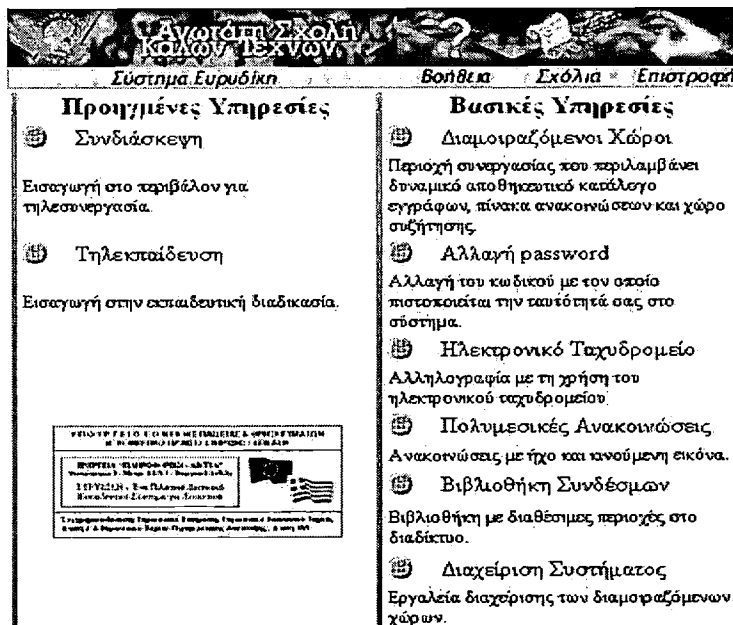 Ανωτάτη Σχολή
Καλών Τεχνών
Σύστημα Ευρυδίκη
Βοήθεια Σχόλια Επιστροφή
Προηγμένες Υπηρεσίες
Συνδιάσκεψη
Εισαγωγή στο περιβάλον για
τηλεσυνεργασία.
Τηλεκπαίδευση
Εισαγωγή στην εκπαιδευτική διαδικασία.
Βασικές Υπηρεσίες
Διαμοιραζόμενοι Χώροι
Περιοχή συνεργασίας που περιλαμβάνει
δυναμικό αποθηκευτικό κατάλογο
εγγράφων, πίνακα ανακοινώσεων και χώρο
συζήτησης.
Αλλαγή password
Αλλαγή του κωδικού με τον οποίο
πιστοποιείται την ταυτότητά σας στο
σύστημα.
Ηλεκτρονικό Ταχυδρομείο
Αλληλογραφία με τη χρήση του
ηλεκτρονικού ταχυδρομείου
Πολυμεσικές Ανακοινώσεις
Ανακοινώσεις με ήχο και κινούμενη εικόνα.
Βιβλιοθήκη Συνδέσμων
Βιβλιοθήκη με διαθέσιμες περιοχές στο
διαδίκτυο.
Διαχείριση Συστήματος
Εργαλεία διαχείρισης των διαμοιραζόμενων
χώρων.